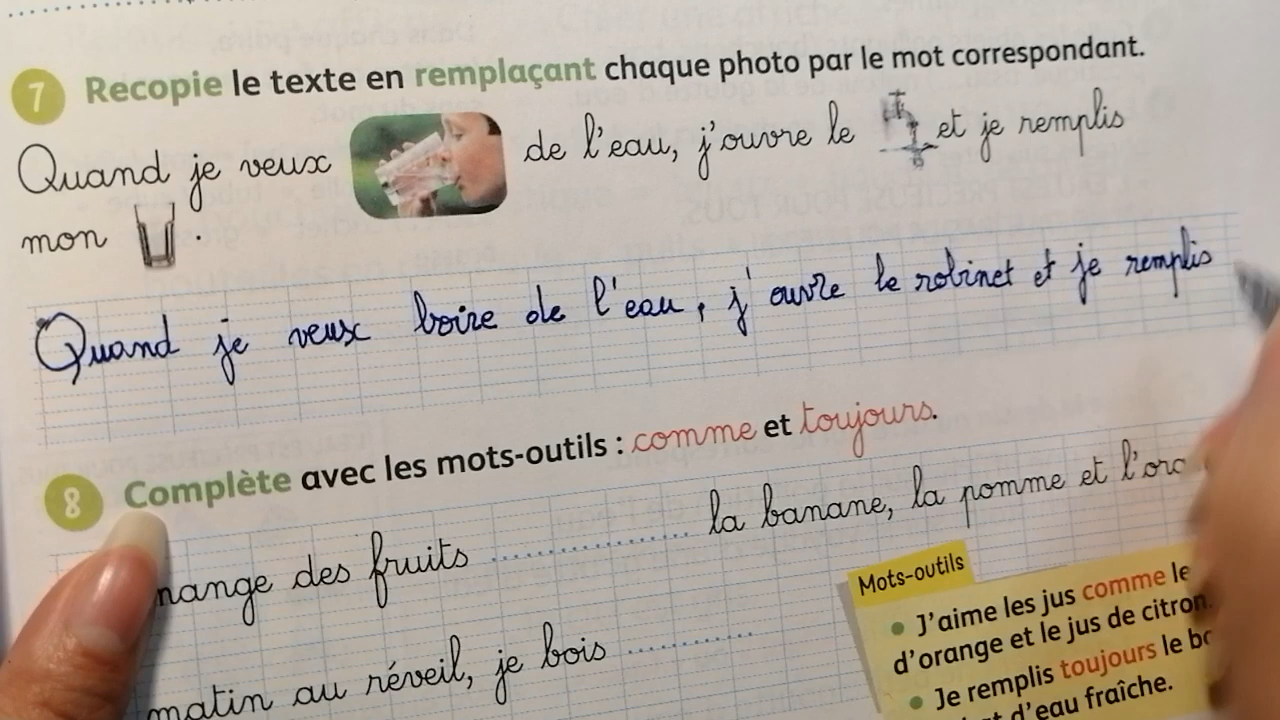 7 Recopie le texte en remplaçant chaque photo par le mot correspondant.
Quand je veux de l'eau, j'ouvre le et je remplis
mon .
Quand je veux boire de l'eau, j'ouvre le robinet et je remplis
8 Complète avec les mots-outils : comme et toujours.
mange des fruits .................... la banane, la pomme et l'ora
matin au réveil, je bois ..............
Mots-outils
• J'aime les jus comme le
d'orange et le jus de citron.
• Je remplis toujours le bo
d'eau fraîche.